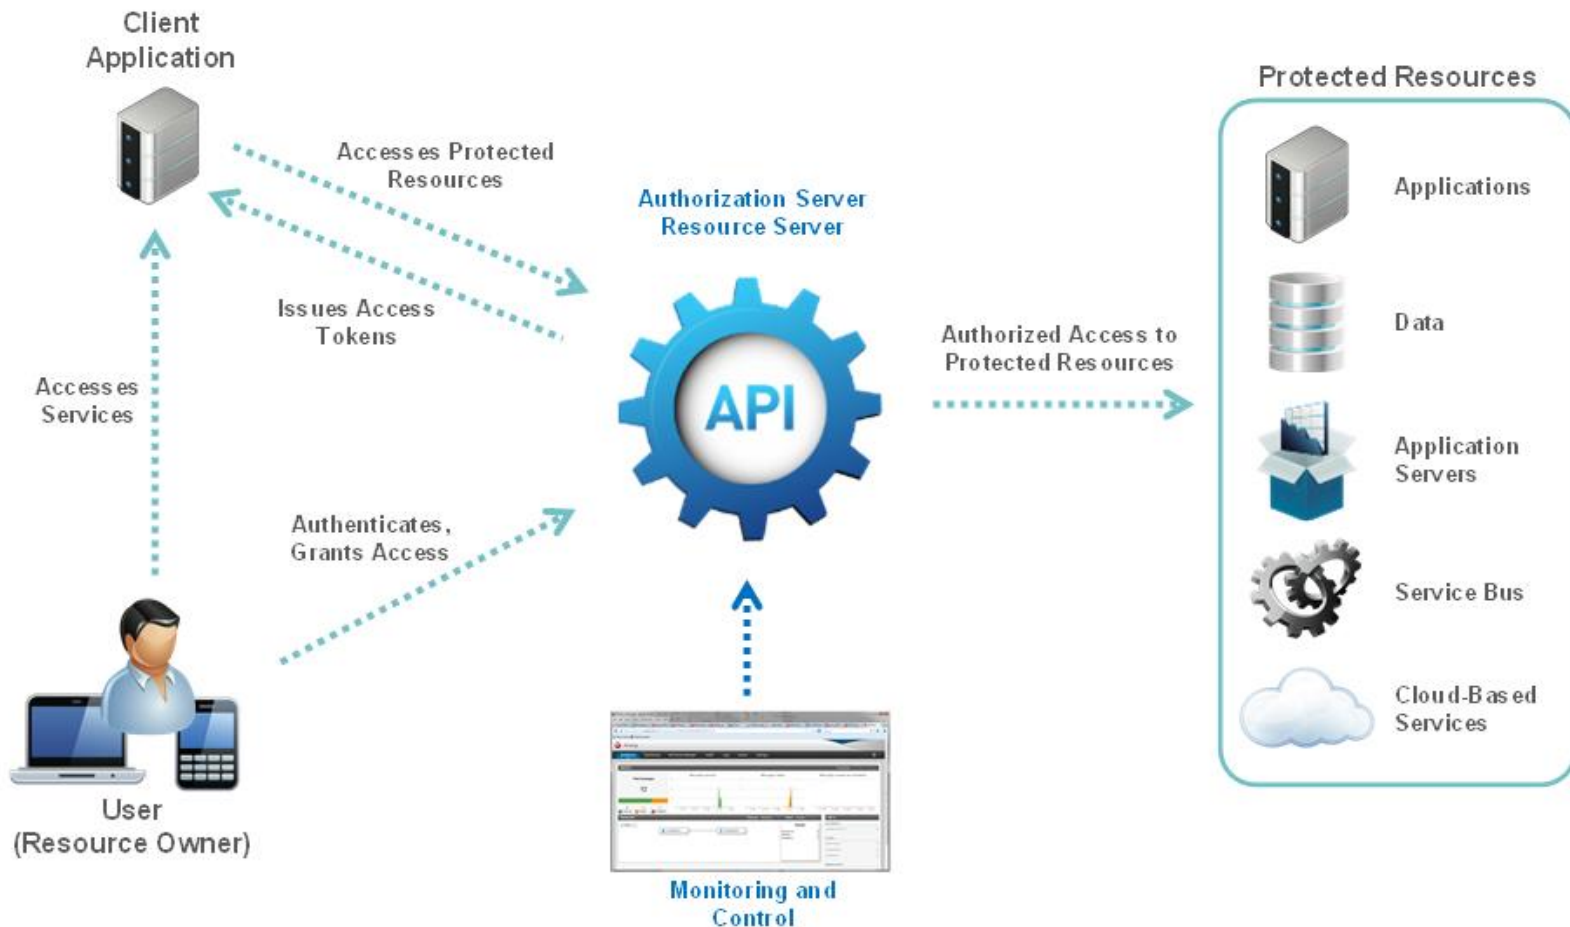 Client
Application
Protected Resources
Accesses Protected
Resources
Applications
Authorization Server
Resource Server
Issues Access
Tokens
Data
Authorized Access to
Protected Resources
API
Accesses
Services
Application
Servers
Authenticates,
Grants Access
Service Bus
Cloud-Based
Services
User
(Resource Owner)
Monitoring and
Control